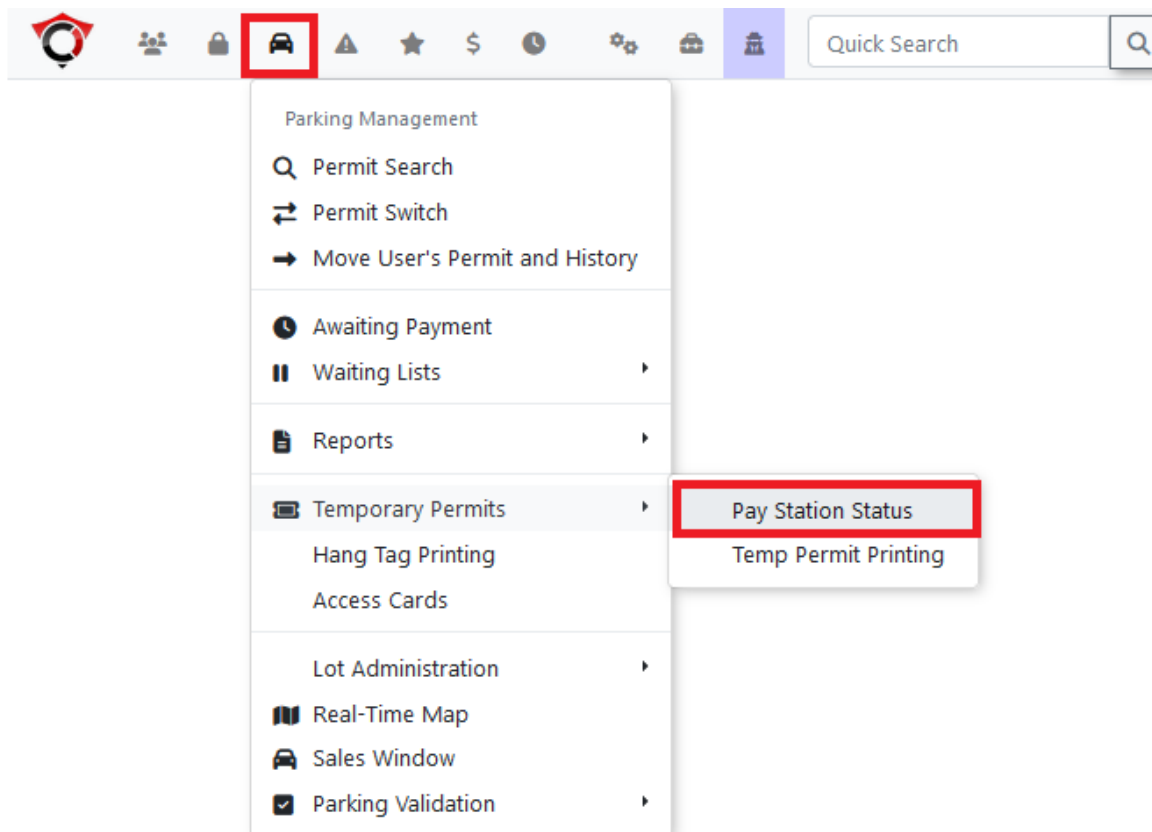 Quick Search
Parking Management
Permit Search
Permit Switch
Move User's Permit and History
Awaiting Payment
Waiting Lists
Reports
Temporary Permits
Pay Station Status
Hang Tag Printing
Temp Permit Printing
Access Cards
Lot Administration
Real-Time Map
Sales Window
Parking Validation